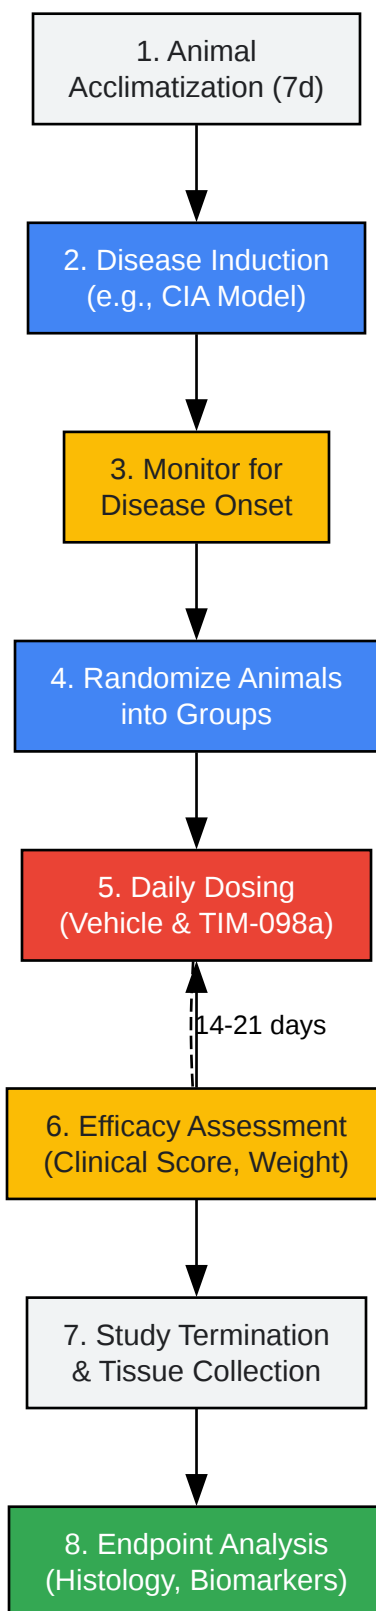 1. Animal
Acclimatization (7d)
2. Disease Induction
(e.g., CIA Model)
3. Monitor for
Disease Onset
4. Randomize Animals
into Groups
5. Daily Dosing
(Vehicle & TIM-098a)
14-21 days
6. Efficacy Assessment
(Clinical Score, Weight)
7. Study Termination
& Tissue Collection
8. Endpoint Analysis
(Histology, Biomarkers)